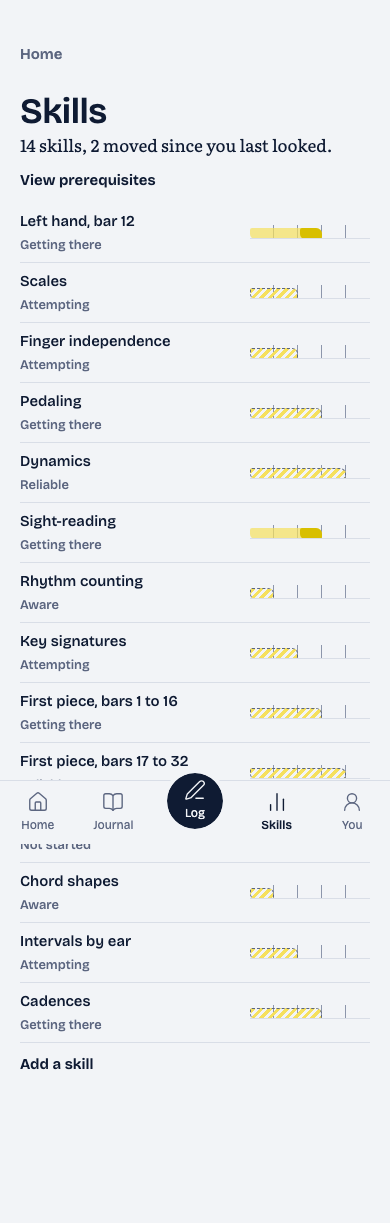 Home
Skills
14 skills, 2 moved since you last looked.
View prerequisites
Left hand, bar 12
Getting there
Scales
Attempting
Finger independence
Attempting
Pedaling
Getting there
Dynamics
Reliable
Sight-reading
Getting there
Rhythm counting
Aware
Key signatures
Attempting
First piece, bars 1 to 16
Getting there
First piece, bars 17 to 32
Home
Journal
Log
Skills
You
Not started
Chord shapes
Aware
Intervals by ear
Attempting
Cadences
Getting there
Add a skill